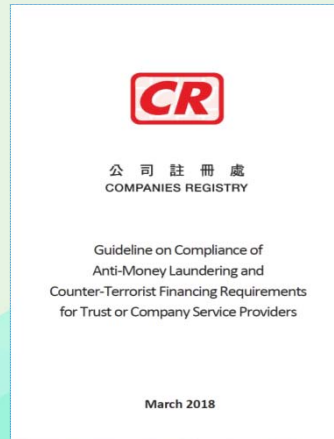 CR
公司註冊處
COMPANIES REGISTRY
Guideline on Compliance of
Anti-Money Laundering and
Counter-Terrorist Financing Requirements
for Trust or Company Service Providers
March 2018